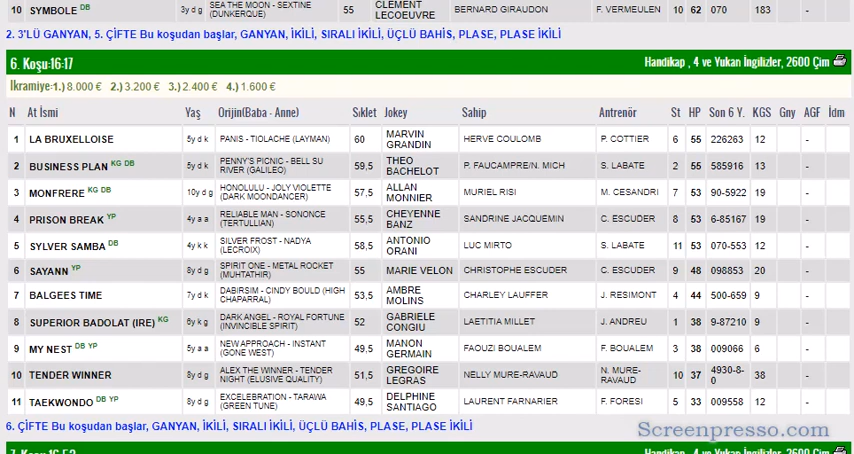 10 SYMBOLE DB 3y d g SEA THE MOON - SEXTINE (DUNKERQUE) 55 CLEMENT LECOEUVRE BERNARD GIRAUDON F. VERMEULEN 10 62 070 183 -
2. 3'LÜ GANYAN, 5. ÇİFTE Bu koşudan başlar, GANYAN, İKİLİ, SIRALI İKİLİ, ÜÇLÜ BAHİS, PLASE, PLASE İKİLİ
6. Koşu:16:17 Handikap , 4 ve Yukarı İngilizler, 2600 Çim
İkramiye:1.) 8.000 € 2.) 3.200 € 3.) 2.400 € 4.) 1.600 €
N At İsmi Yaş Orijin(Baba - Anne) Sıklet Jokey Sahip Antrenör St HP Son 6 Y. KGS Gny AGF İdm
1 LA BRUXELLOISE 5y d k PANIS - TIOLACHE (LAYMAN) 60 MARVIN GRANDIN HERVE COULOMB P. COTTIER 6 55 226263 12 -
2 BUSINESS PLAN KG DB 5y d k PENNY'S PICNIC - BELL SU RIVER (GALILEO) 59,5 THEO BACHELOT P. FAUCAMPRE/N. MICH S. LABATE 2 55 585916 13 -
3 MONFRERE KG DB 10y d g HONOLULU - JOLY VIOLETTE (DARK MOONDANCER) 57,5 ALLAN MONNIER MURIEL RISI M. CESANDRI 7 53 90-5922 19 -
4 PRISON BREAK YP 4y a a RELIABLE MAN - SONONCE (TERTULLIAN) 55,5 CHEYENNE BANZ SANDRINE JACQUEMIN C. ESCUDER 8 53 6-85167 19 -
5 SYLVER SAMBA DB 4y k k SILVER FROST - NADYA (LECROIX) 58,5 ANTONIO ORANI LUC MIRTO S. LABATE 11 53 070-553 12 -
6 SAYANN YP 8y d g SPIRIT ONE - METAL ROCKET (MUHTATHIR) 55 MARIE VELON CHRISTOPHE ESCUDER C. ESCUDER 9 48 098853 20 -
7 BALGEES TIME 7y d k DABIRSIM - CINDY BOULD (HIGH CHAPARRAL) 53,5 AMBRE MOLINS CHARLEY LAUFFER J. RESIMONT 4 44 500-659 9 -
8 SUPERIOR BADOLAT (IRE) KG 6y k g DARK ANGEL - ROYAL FORTUNE (INVINCIBLE SPIRIT) 52 GABRIELE CONGIU LAETITIA MILLET J. ANDREU 1 38 9-87210 9 -
9 MY NEST DB YP 5y a a NEW APPROACH - INSTANT (GONE WEST) 49,5 MANON GERMAIN FAOUZI BOUALEM F. BOUALEM 3 38 009066 6 -
10 TENDER WINNER 8y d g ALEX THE WINNER - TENDER NIGHT (ELUSIVE QUALITY) 51,5 GREGOIRE LEGRAS NELLY MURE-RAVAUD N. MURE-RAVAUD 10 37 4930-8-0 38 -
11 TAEKWONDO DB YP 8y d g EXCELEBRATION - TARAWA (GREEN TUNE) 49,5 DELPHINE SANTIAGO LAURENT FARNARIER F. FORESI 5 33 009558 12 -
6. ÇİFTE Bu koşudan başlar, GANYAN, İKİLİ, SIRALI İKİLİ, ÜÇLÜ BAHİS, PLASE, PLASE İKİLİ
Screenpresso.com
Handikap , 4 ve Yukarı İngilizler, 2600 Çim